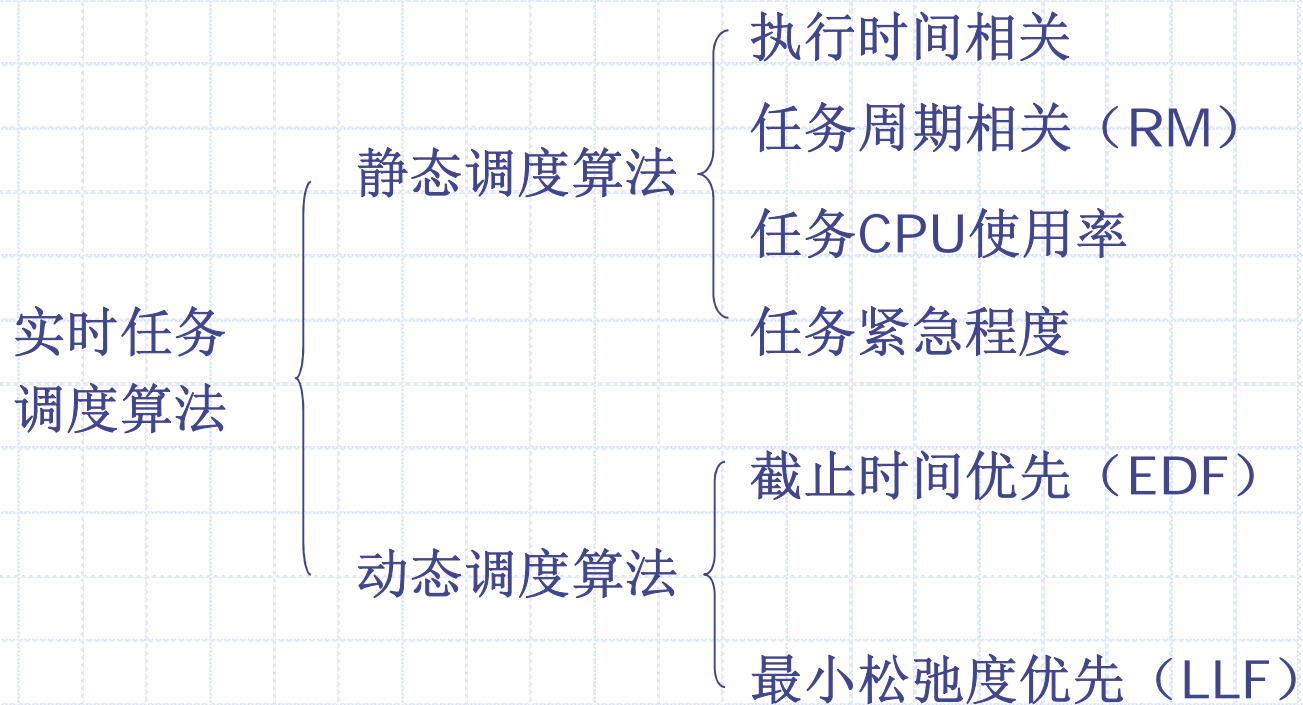 实时任务
调度算法
静态调度算法
执行时间相关
任务周期相关（RM）
任务CPU使用率
任务紧急程度
动态调度算法
截止时间优先（EDF）
最小松弛度优先（LLF）